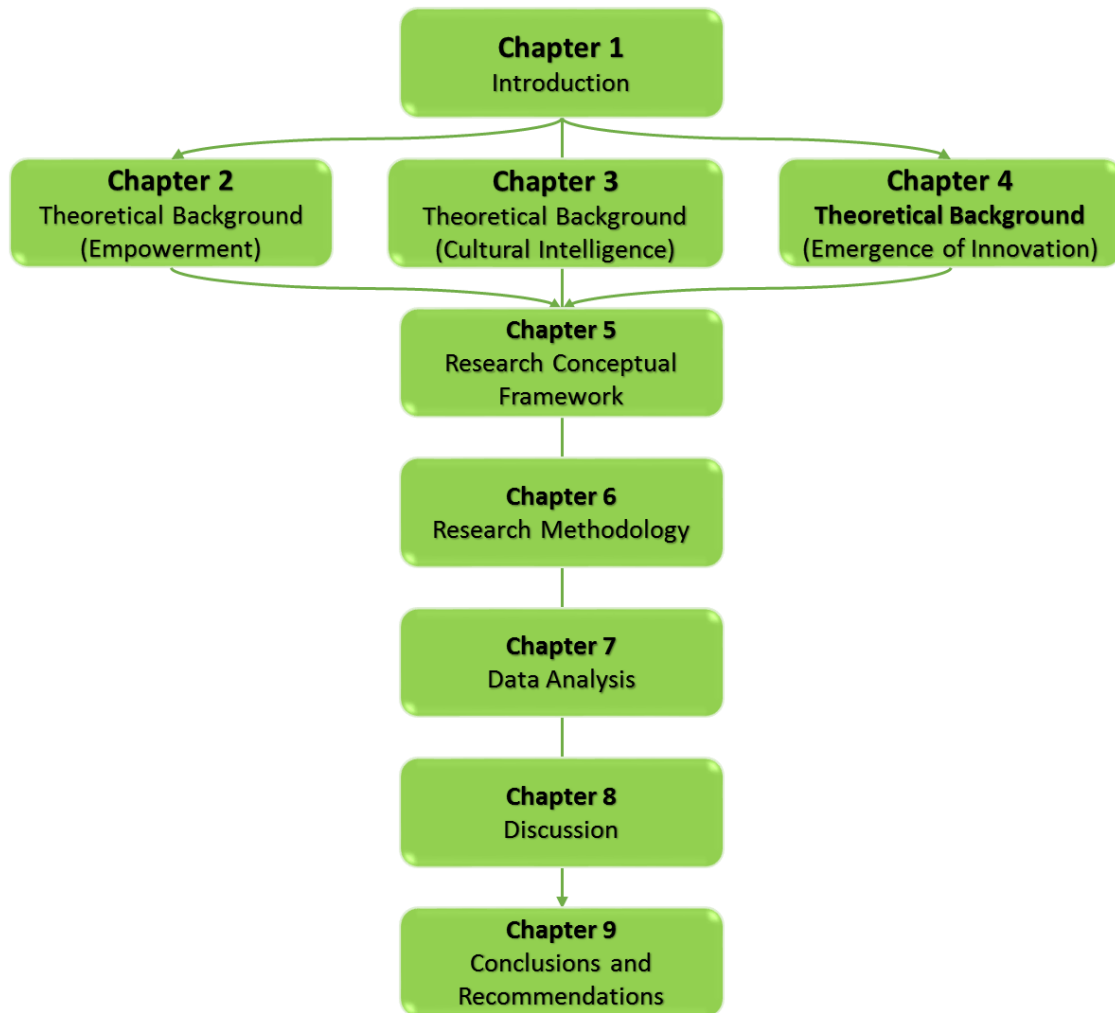 Chapter 1
Introduction
Chapter 2
Theoretical Background
(Empowerment)
Chapter 3
Theoretical Background
(Cultural Intelligence)
Chapter 4
Theoretical Background
(Emergence of Innovation)
Chapter 5
Research Conceptual
Framework
Chapter 6
Research Methodology
Chapter 7
Data Analysis
Chapter 8
Discussion
Chapter 9
Conclusions and
Recommendations